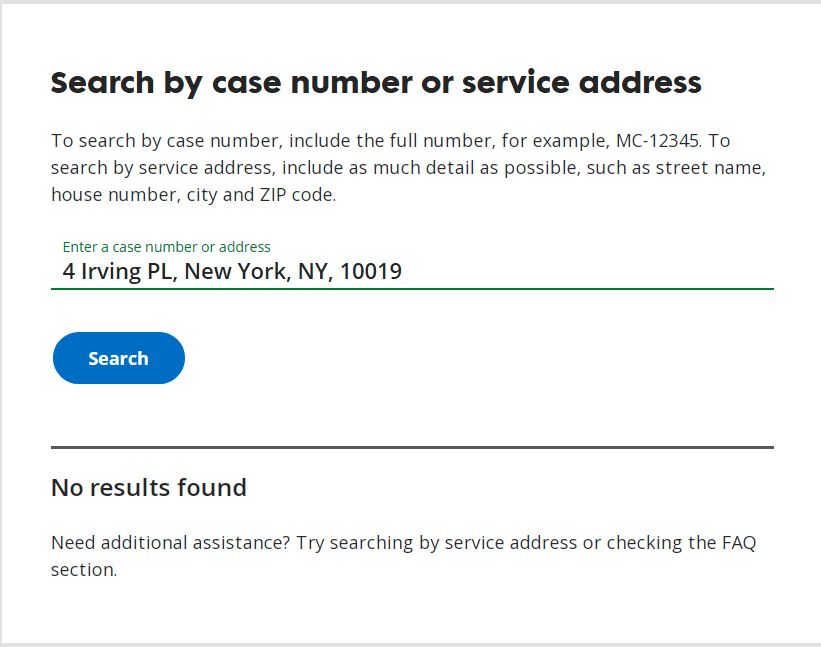 Search by case number or service address
To search by case number, include the full number, for example, MC-12345. To
search by service address, include as much detail as possible, such as street name,
house number, city and ZIP code.
Enter a case number or address
4 Irving PL, New York, NY, 10019
Search
No results found
Need additional assistance? Try searching by service address or checking the FAQ
section.